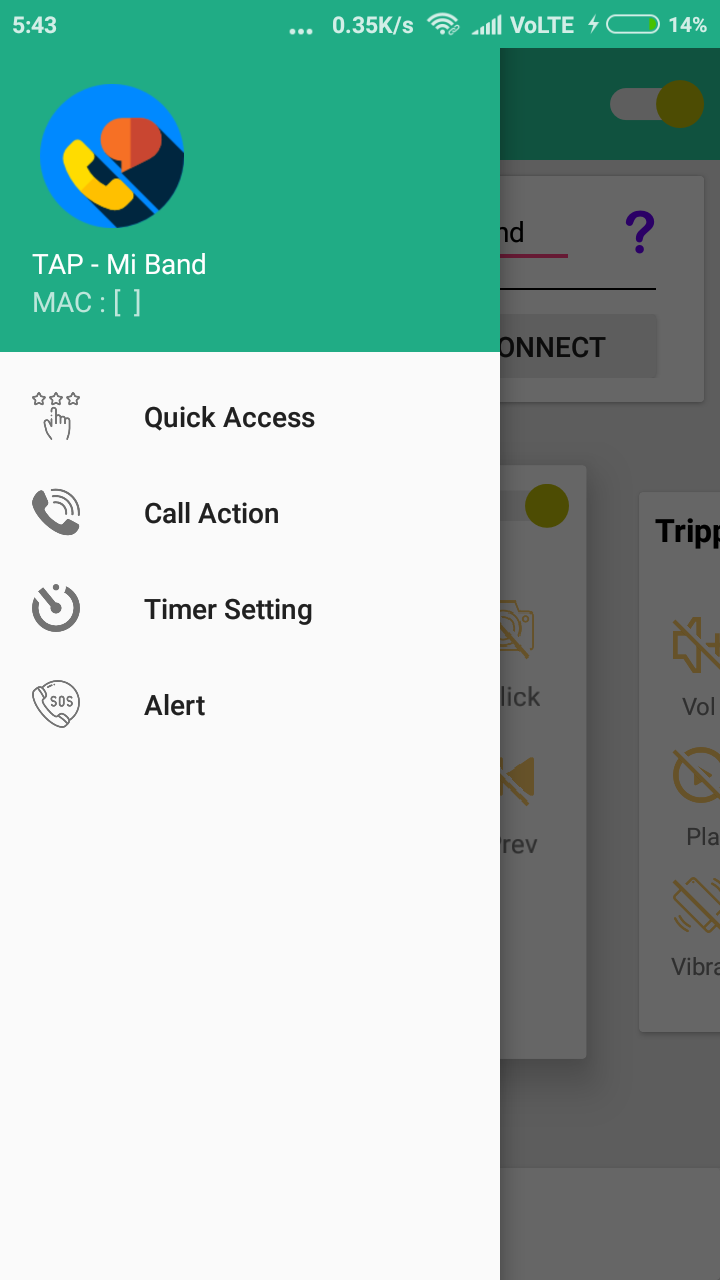 5:43 ... 0.35K/s VoLTE 14%
TAP - Mi Band
MAC : [ ]
nd ?
ONNECT
Quick Access
Call Action
Timer Setting
SOS Alert
Tripp
lick
Vol
Prev
Pla
Vibra